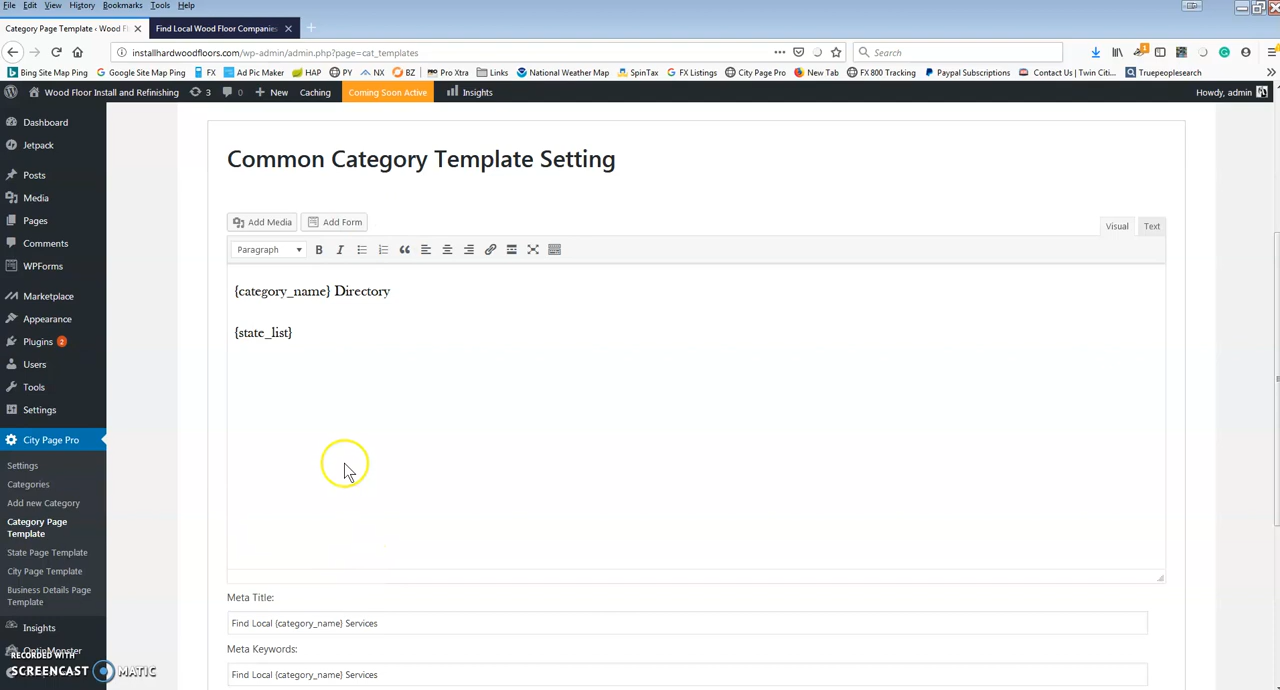 File Edit View History Bookmarks Tools Help
Category Page Template ‹ Wood Fl
Find Local Wood Floor Companies
installhardwoodfloors.com/wp-admin/admin.php?page=cat_templates
Search
Bing Site Map Ping Google Site Map Ping FX Ad Pic Maker HAP PY NX BZ Pro Xtra Links National Weather Map SpinTax FX Listings City Page Pro New Tab FX 800 Tracking Paypal Subscriptions Contact Us | Twin Citi... Truepeoplesearch
Wood Floor Install and Refinishing 3 0 New Caching Coming Soon Active Insights Howdy, admin
Dashboard
Jetpack
Posts
Media
Pages
Comments
WPForms
Marketplace
Appearance
Plugins 2
Users
Tools
Settings
City Page Pro
Settings
Categories
Add new Category
Category Page
Template
State Page Template
City Page Template
Business Details Page
Template
Insights
OptinMonster
RECORDED WITH
SCREENCAST MATIC
Common Category Template Setting
Add Media Add Form
Visual Text
Paragraph
{category_name} Directory
{state_list}
Meta Title:
Find Local {category_name} Services
Meta Keywords:
Find Local {category_name} Services